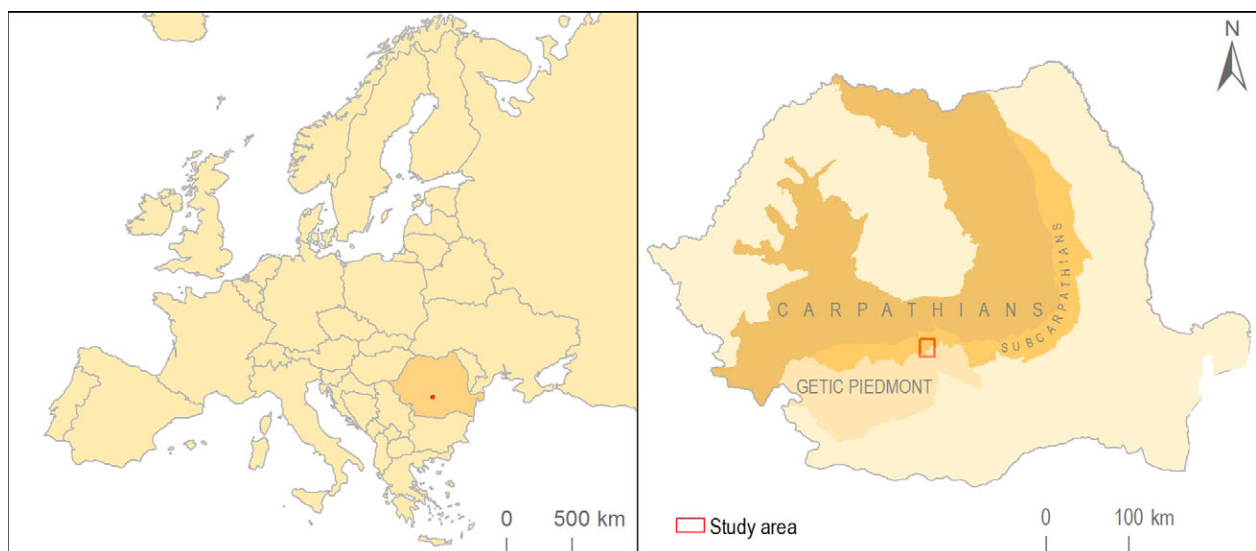 0 500 km
N
CARPATHIANS
SUBCARPATHIANS
GETIC PIEDMONT
Study area
0 100 km